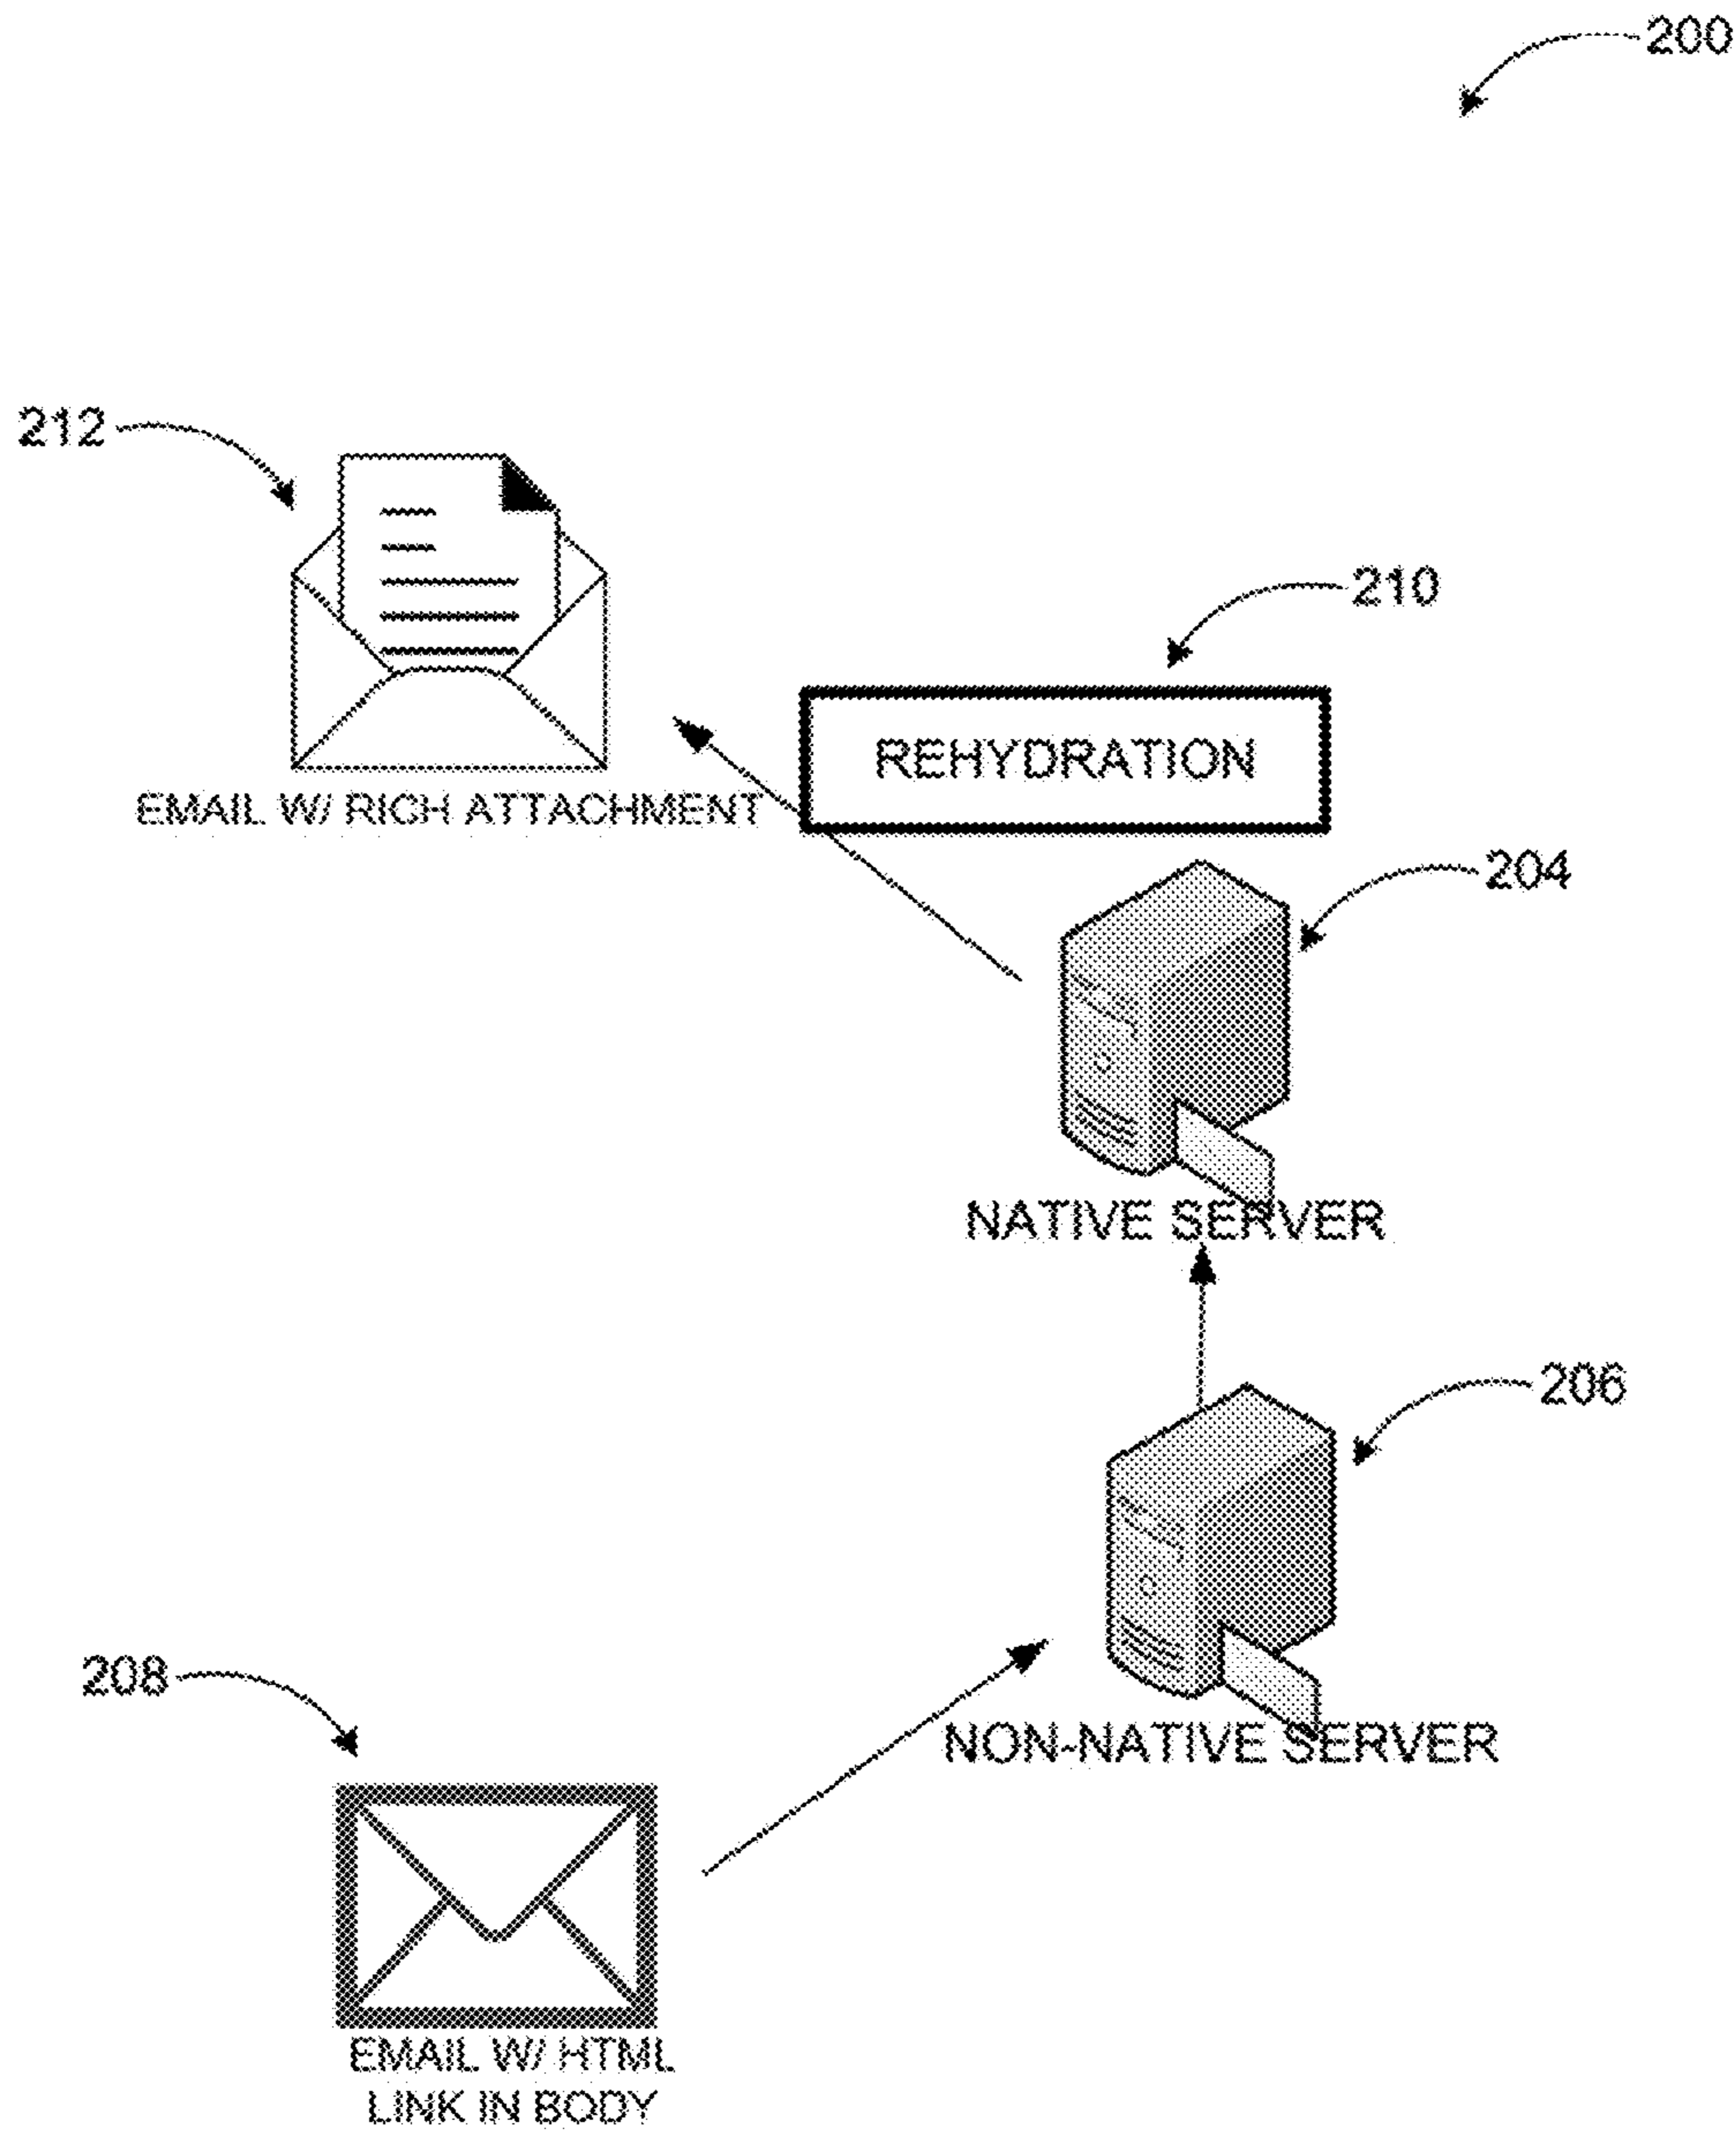 200
212
210
REHYDRATION
EMAIL W/ RICH ATTACHMENT
204
NATIVE SERVER
206
208
NON-NATIVE SERVER
EMAIL W/ HTML
LINK IN BODY